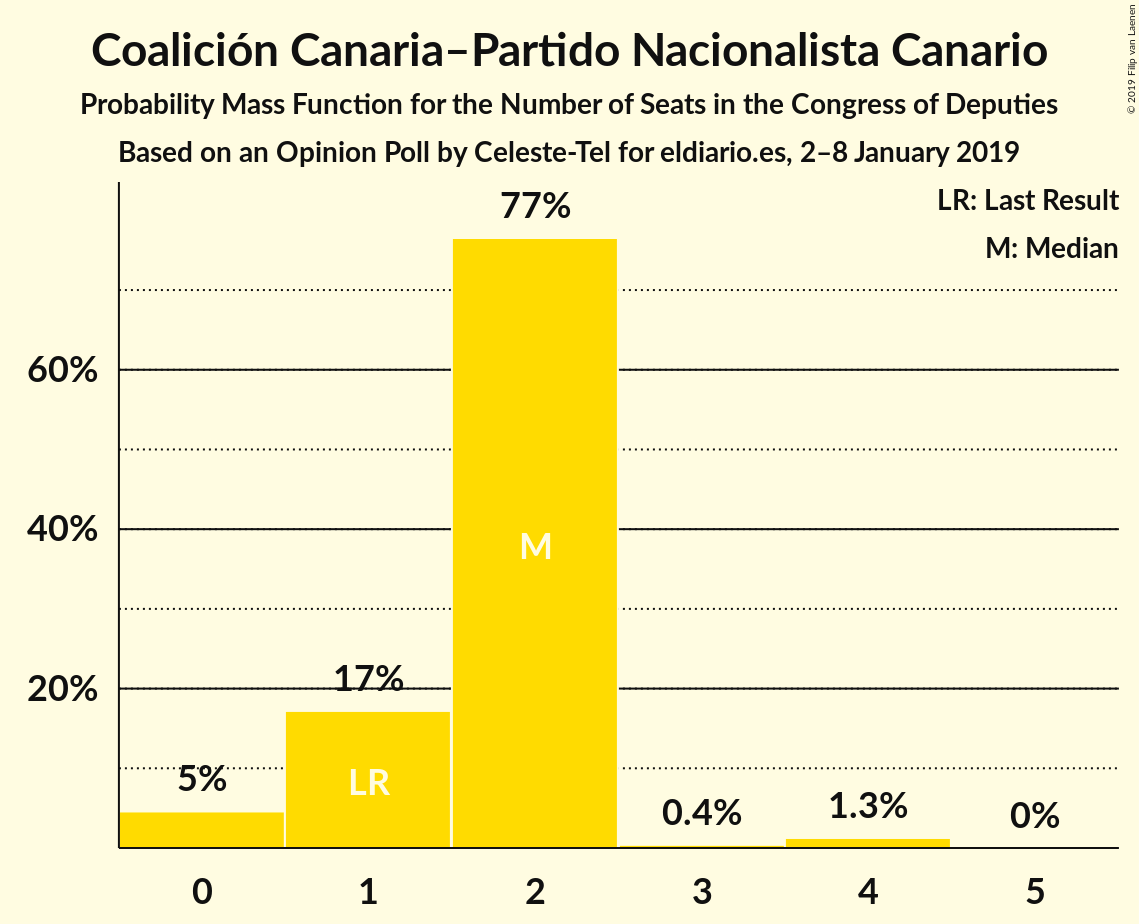 Coalición Canaria–Partido Nacionalista Canario
Probability Mass Function for the Number of Seats in the Congress of Deputies
Based on an Opinion Poll by Celeste-Tel for eldiario.es, 2–8 January 2019
© 2019 Filip van Laenen
LR: Last Result
M: Median
77%
60%
40%
M
20%
17%
5%
LR
0.4%
1.3%
0%
0 1 2 3 4 5